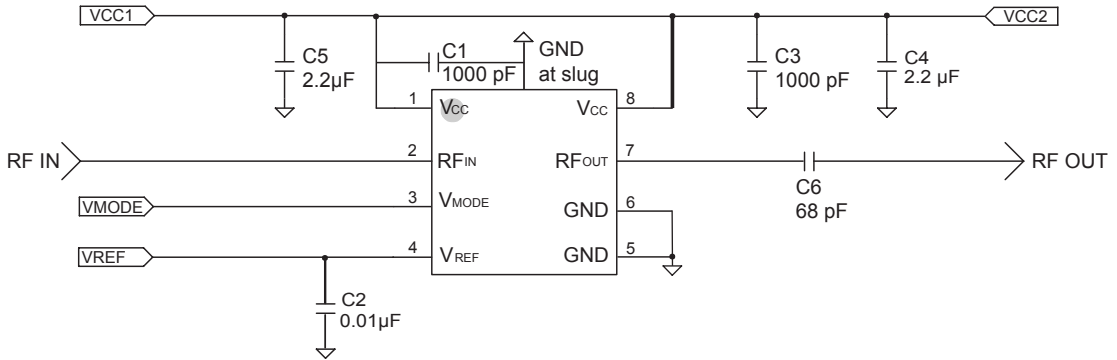 VCC1
VCC2
C5
2.2µF
C1
1000 pF
GND
at slug
C3
1000 pF
C4
2.2 µF
1
VCC
VCC
8
RF IN
2
RFIN
RFOUT
7
RF OUT
C6
68 pF
VMODE
3
VMODE
GND
6
VREF
4
VREF
GND
5
C2
0.01µF